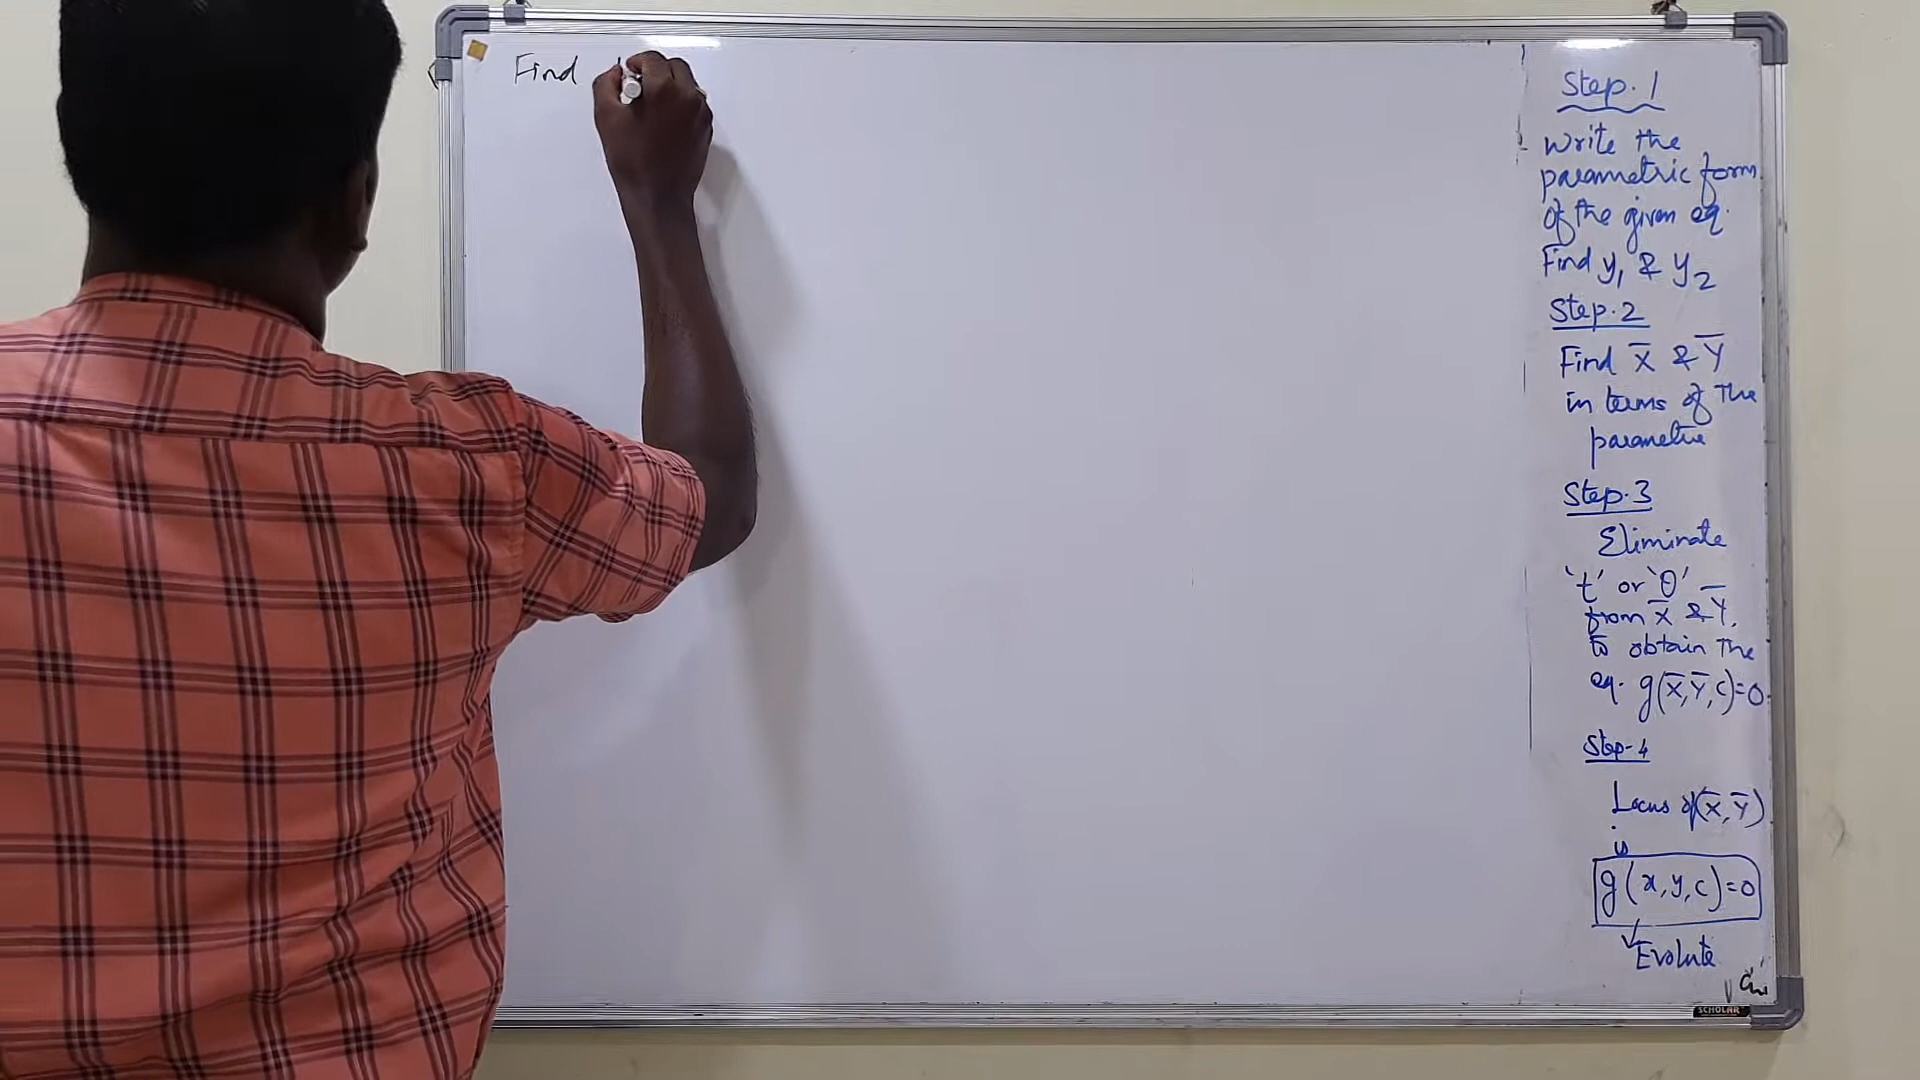 Find
Step.1
Write the
parametric form
of the given eq.
Find y₁ & y₂
Step.2
Find X̅ & Y̅
in terms of The
parametre
Step.3
Eliminate
't' or 'θ'
from X̅ & Y̅,
to obtain The
eq. g(X̅,Y̅,c)=0.
Step-4
Locus of (X̅,Y̅)
is
g(x,y,c)=0
Evolute
SCHOLAR